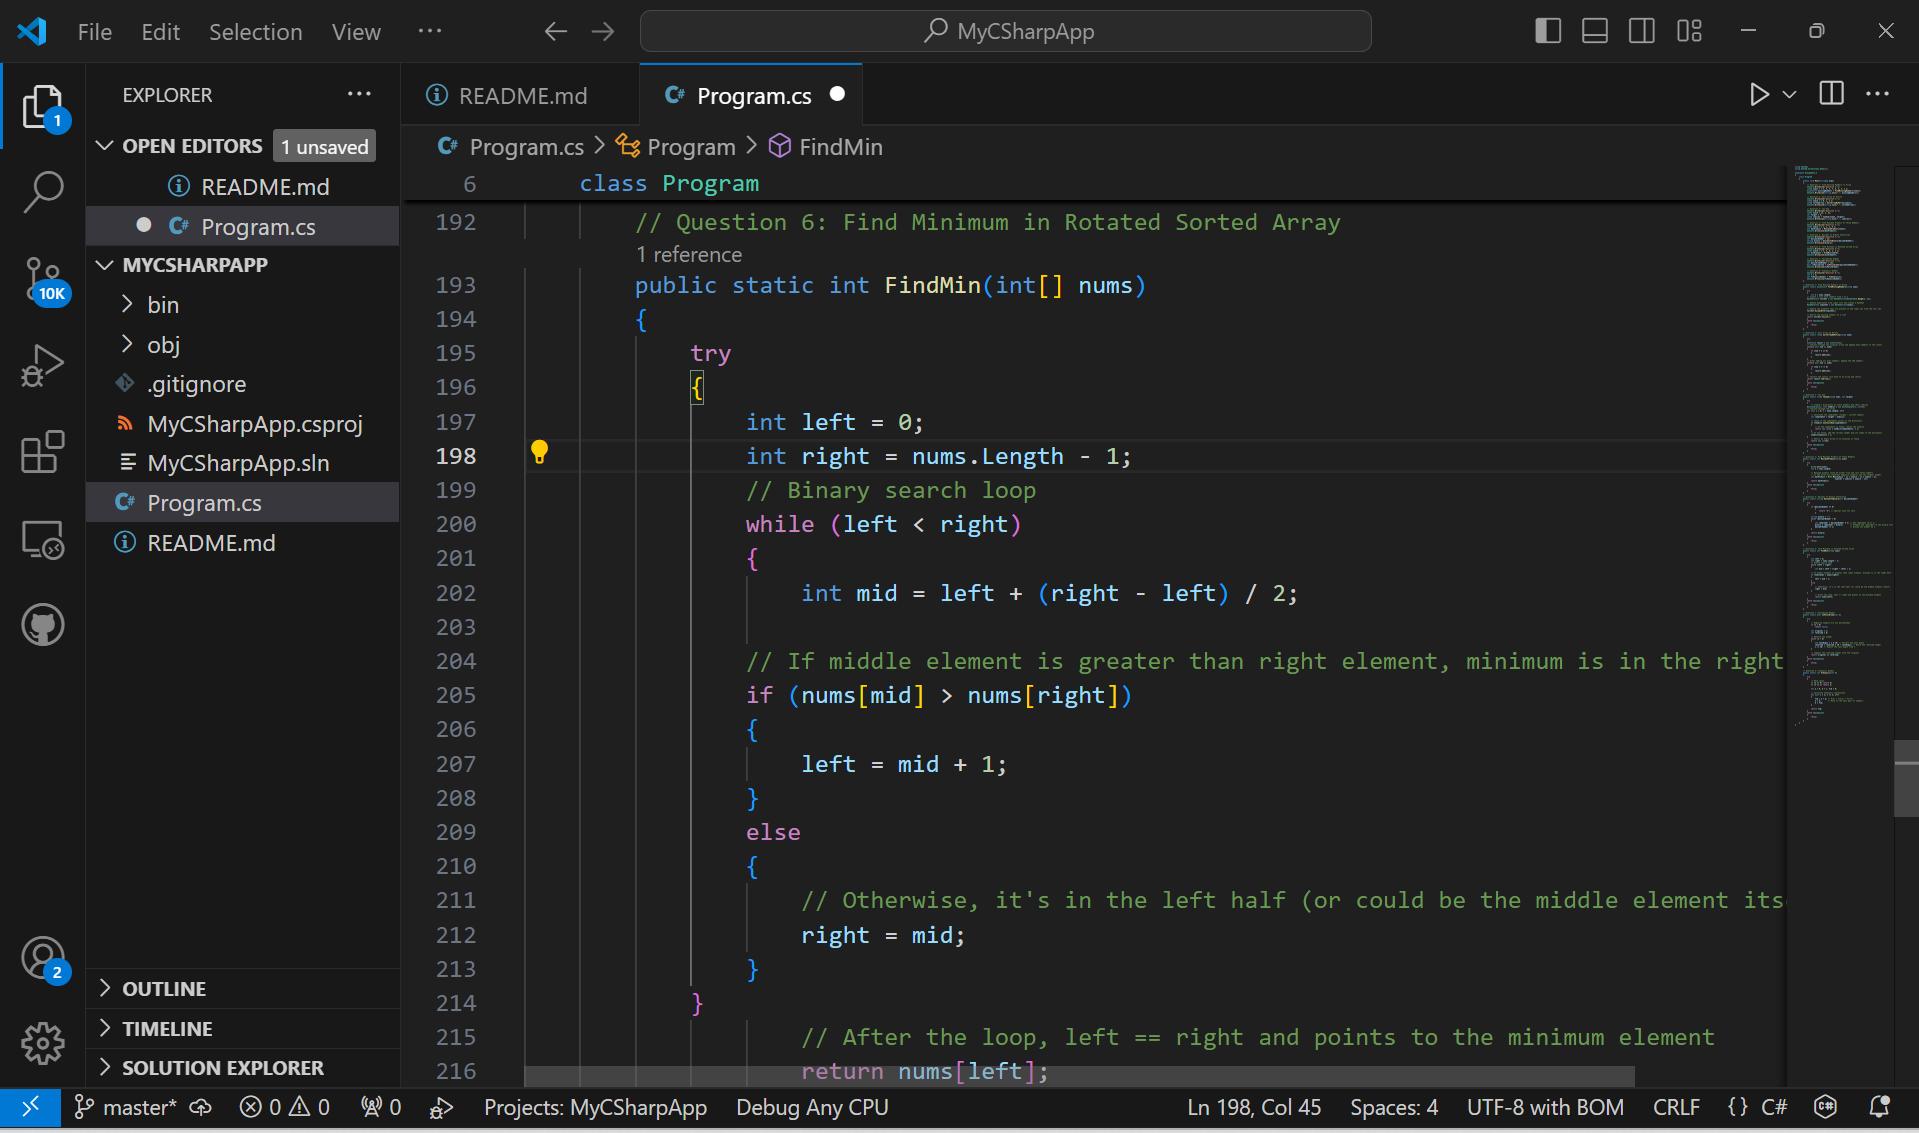 File Edit Selection View ···
MyCSharpApp
EXPLORER ···
OPEN EDITORS 1 unsaved
README.md
Program.cs
MYCSHARPAPP
bin
obj
.gitignore
MyCSharpApp.csproj
MyCSharpApp.sln
Program.cs
README.md
OUTLINE
TIMELINE
SOLUTION EXPLORER
1
10K
2
README.md Program.cs
Program.cs > Program > FindMin
6 class Program
192 // Question 6: Find Minimum in Rotated Sorted Array
1 reference
193 public static int FindMin(int[] nums)
194 {
195 try
196 {
197 int left = 0;
198 int right = nums.Length - 1;
199 // Binary search loop
200 while (left < right)
201 {
202 int mid = left + (right - left) / 2;
203
204 // If middle element is greater than right element, minimum is in the right
205 if (nums[mid] > nums[right])
206 {
207 left = mid + 1;
208 }
209 else
210 {
211 // Otherwise, it's in the left half (or could be the middle element its
212 right = mid;
213 }
214 }
215 // After the loop, left == right and points to the minimum element
216 return nums[left];
master* 0 0 0 Projects: MyCSharpApp Debug Any CPU Ln 198, Col 45 Spaces: 4 UTF-8 with BOM CRLF {} C#